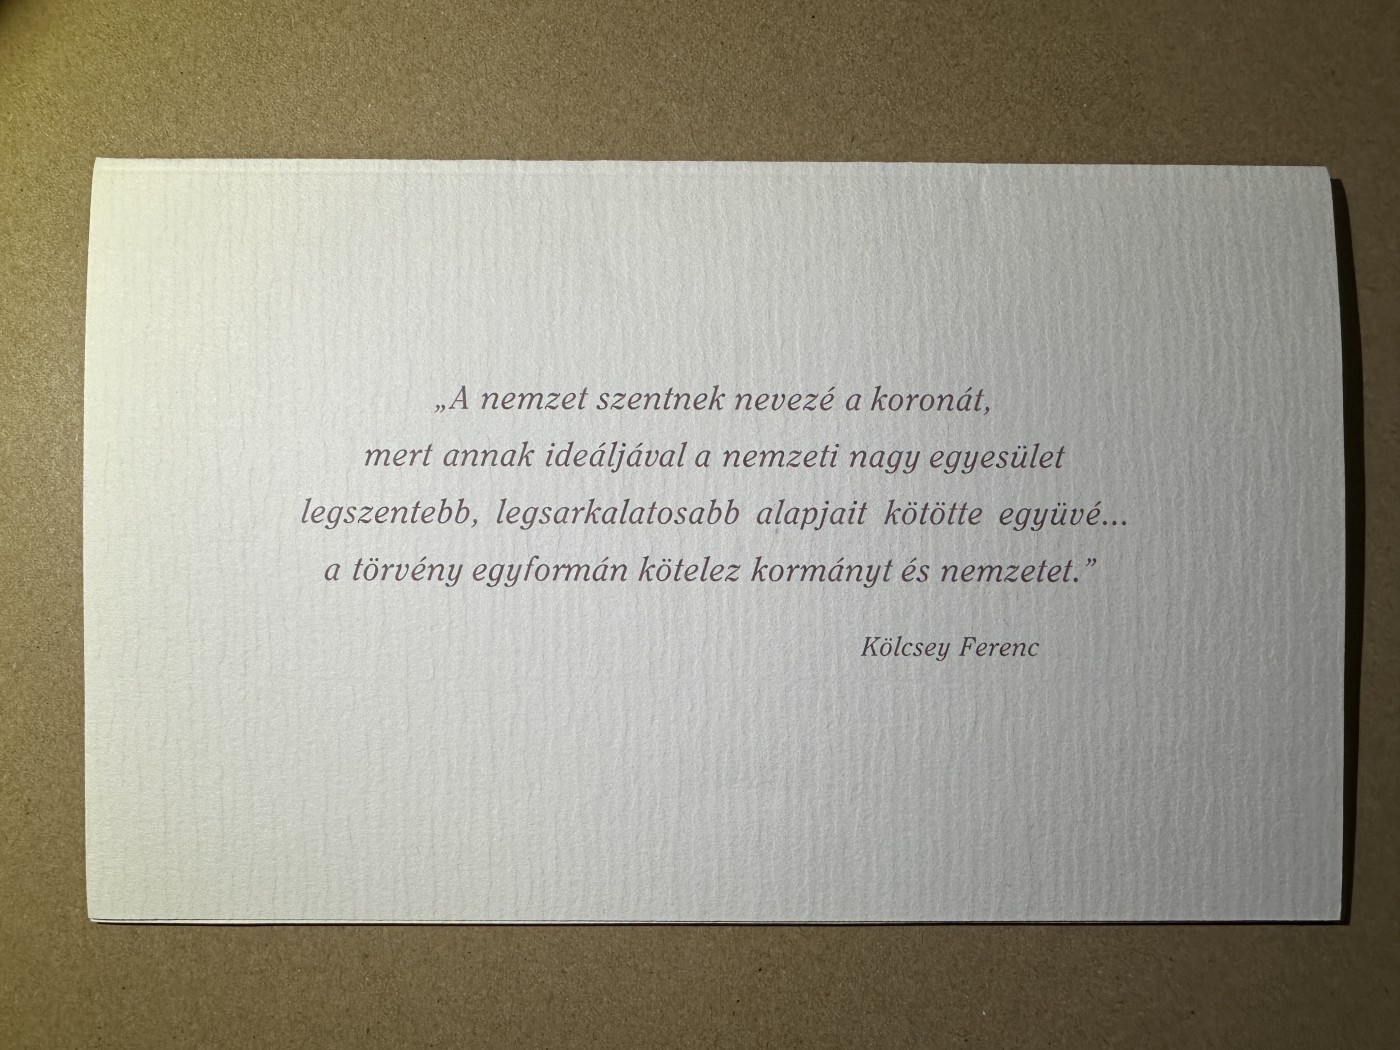 „A nemzet szentnek nevezé a koronát,
mert annak ideáljával a nemzeti nagy egyesület
legszentebb, legsarkalatosabb alapjait kötötte együvé...
a törvény egyformán kötelez kormányt és nemzetet.”
Kölcsey Ferenc